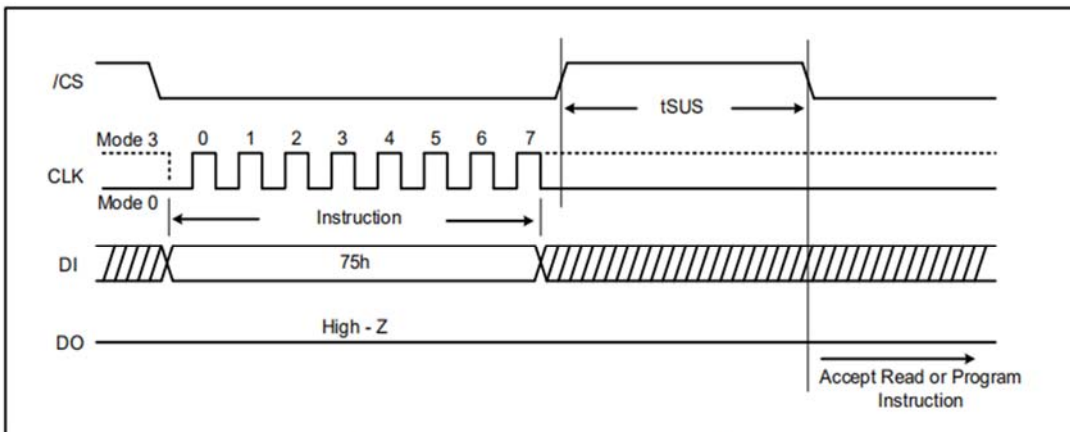 /CS
tSUS
Mode 3
0 1 2 3 4 5 6 7
CLK
Mode 0
Instruction
DI
75h
High - Z
DO
Accept Read or Program
Instruction